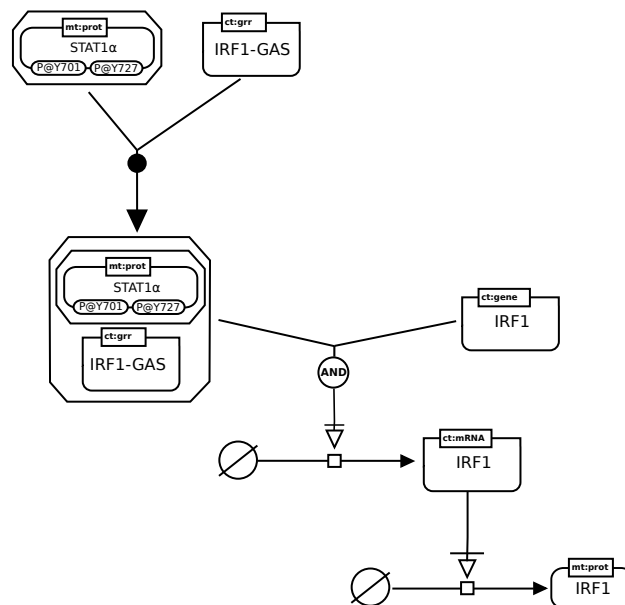 mt:prot
STAT1α
P@Y701 P@Y727
ct:grr
IRF1-GAS
mt:prot
STAT1α
P@Y701 P@Y727
ct:grr
IRF1-GAS
ct:gene
IRF1
AND
ct:mRNA
IRF1
mt:prot
IRF1